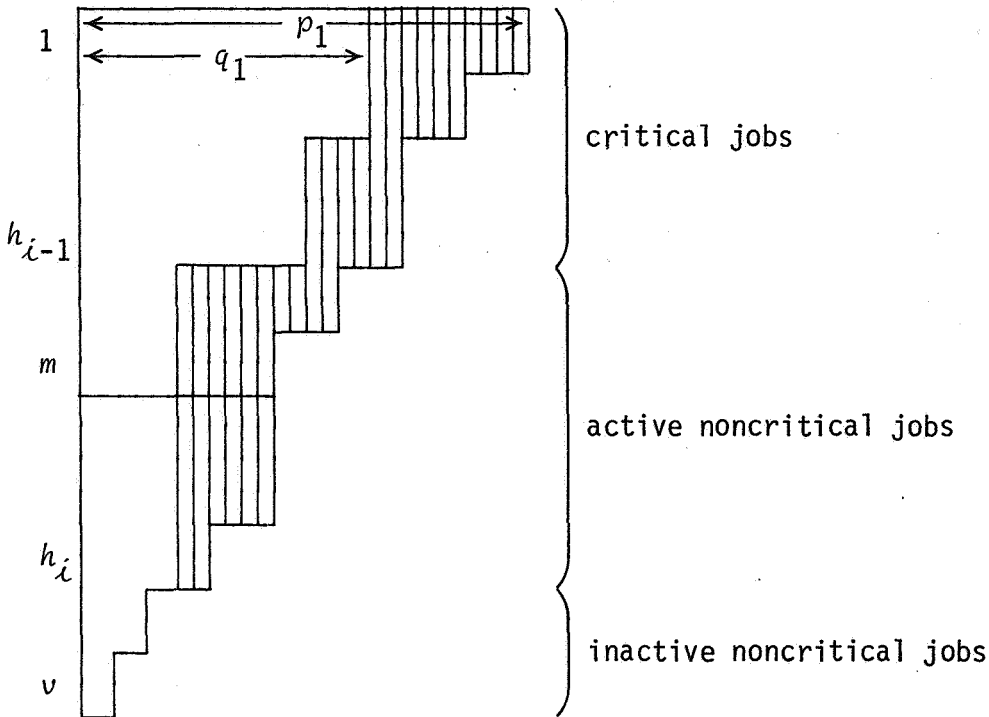 p₁
1
q₁
critical jobs
hᵢ₋₁
m
active noncritical jobs
hᵢ
inactive noncritical jobs
ν